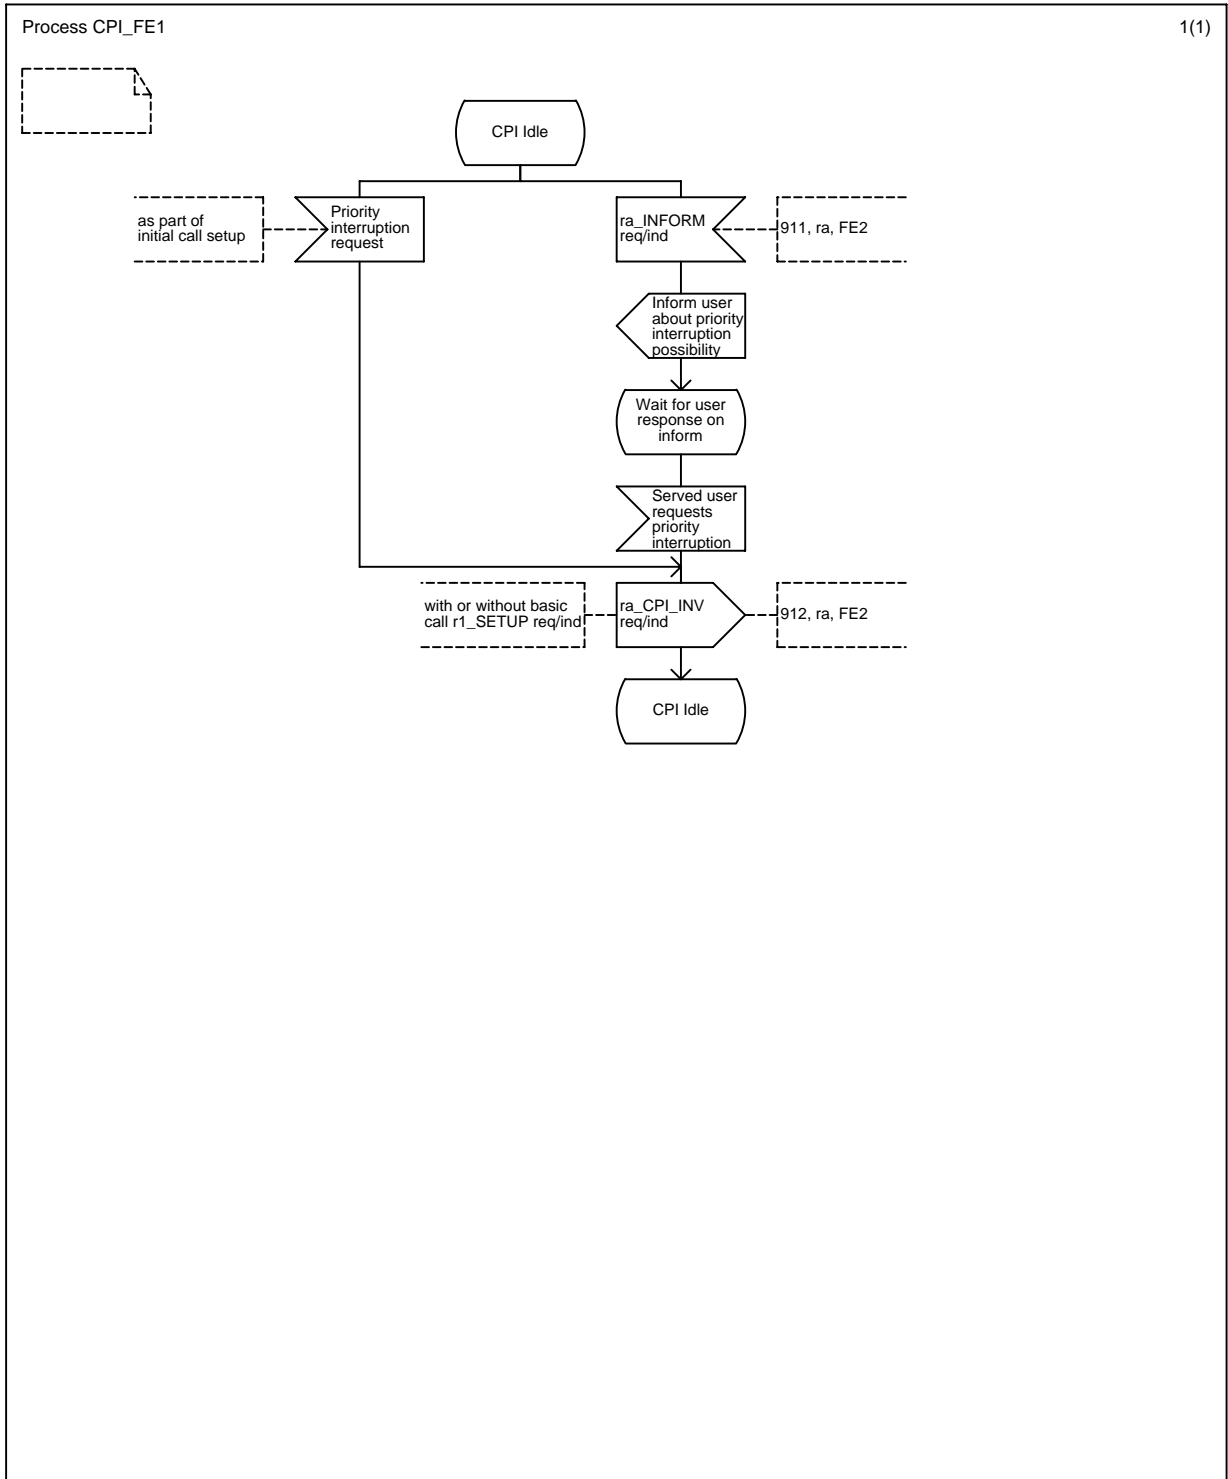 Process CPI_FE1
1(1)
CPI Idle
as part of
initial call setup
Priority
interruption
request
ra_INFORM
req/ind
911, ra, FE2
Inform user
about priority
interruption
possibility
Wait for user
response on
inform
Served user
requests
priority
interruption
with or without basic
call r1_SETUP req/ind
ra_CPI_INV
req/ind
912, ra, FE2
CPI Idle